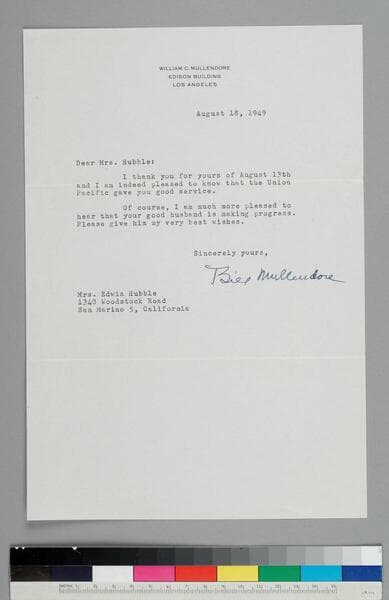 WILLIAM C. MULLENDORE
EDISON BUILDING
LOS ANGELES
August 18, 1949
Dear Mrs. Hubble:
I thank you for yours of August 13th
and I am indeed pleased to know that the Union
Pacific gave you good service.
Of course, I am much more pleased to
hear that your good husband is making progress.
Please give him my very best wishes.
Sincerely yours,
Bill Mullendore
Mrs. Edwin Hubble
1340 Woodstock Road
San Marino 5, California